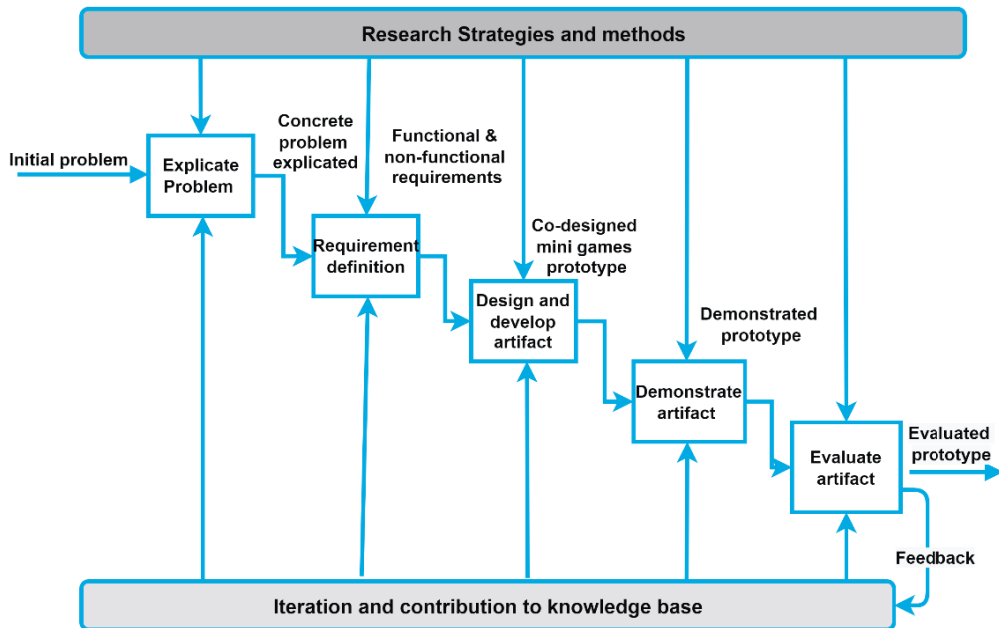 Research Strategies and methods
Initial problem
Explicate
Problem
Concrete
problem
explicated
Requirement
definition
Functional &
non-functional
requirements
Design and
develop
artifact
Co-designed
mini games
prototype
Demonstrate
artifact
Demonstrated
prototype
Evaluate
artifact
Evaluated
prototype
Feedback
Iteration and contribution to knowledge base